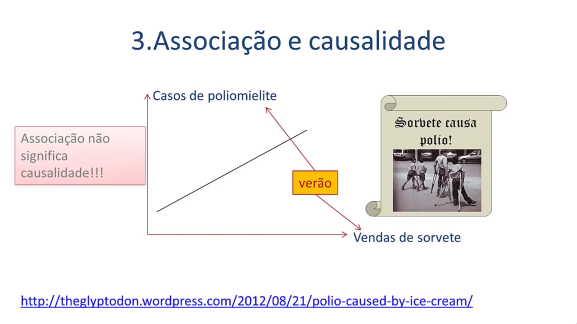 3.Associação e causalidade
Casos de poliomielite
Associação não
significa
causalidade!!!
Sorvete causa
polio!
verão
Vendas de sorvete
http://theglyptodon.wordpress.com/2012/08/21/polio-caused-by-ice-cream/